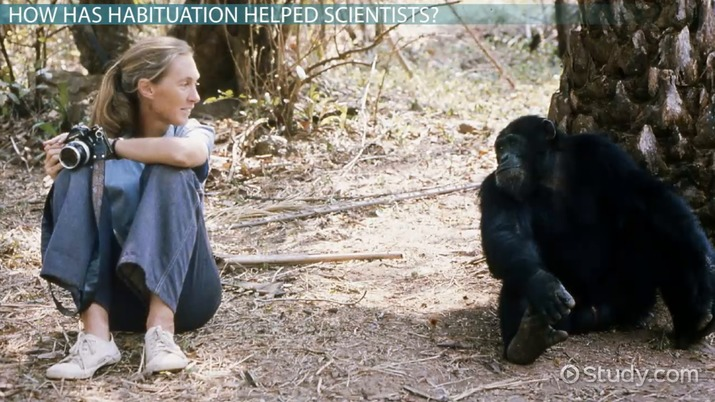 HOW HAS HABITUATION HELPED SCIENTISTS?
Study.com